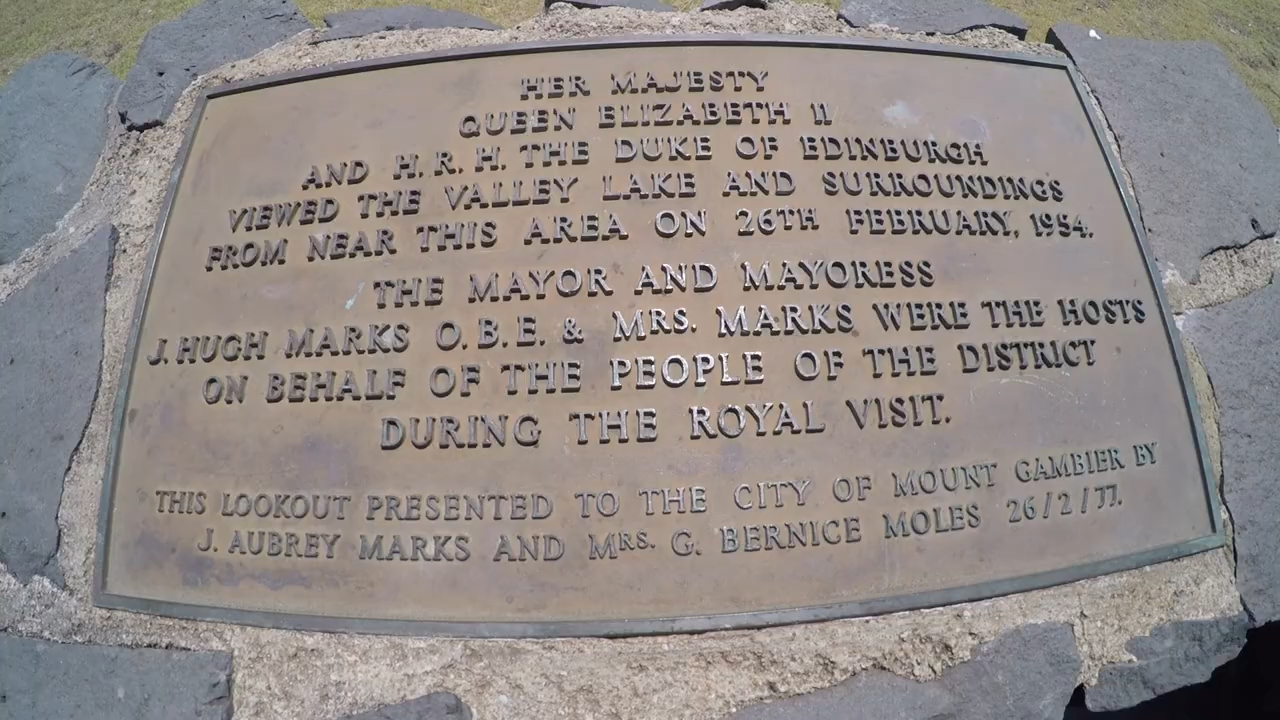 HER MAJESTY
QUEEN ELIZABETH II
AND H.R.H. THE DUKE OF EDINBURGH
VIEWED THE VALLEY LAKE AND SURROUNDINGS
FROM NEAR THIS AREA ON 26TH FEBRUARY, 1954.
THE MAYOR AND MAYORESS
J. HUGH MARKS O.B.E. & MRS. MARKS WERE THE HOSTS
ON BEHALF OF THE PEOPLE OF THE DISTRICT
DURING THE ROYAL VISIT.
THIS LOOKOUT PRESENTED TO THE CITY OF MOUNT GAMBIER BY
J. AUBREY MARKS AND MRS. G. BERNICE MOLES 26/2/77.